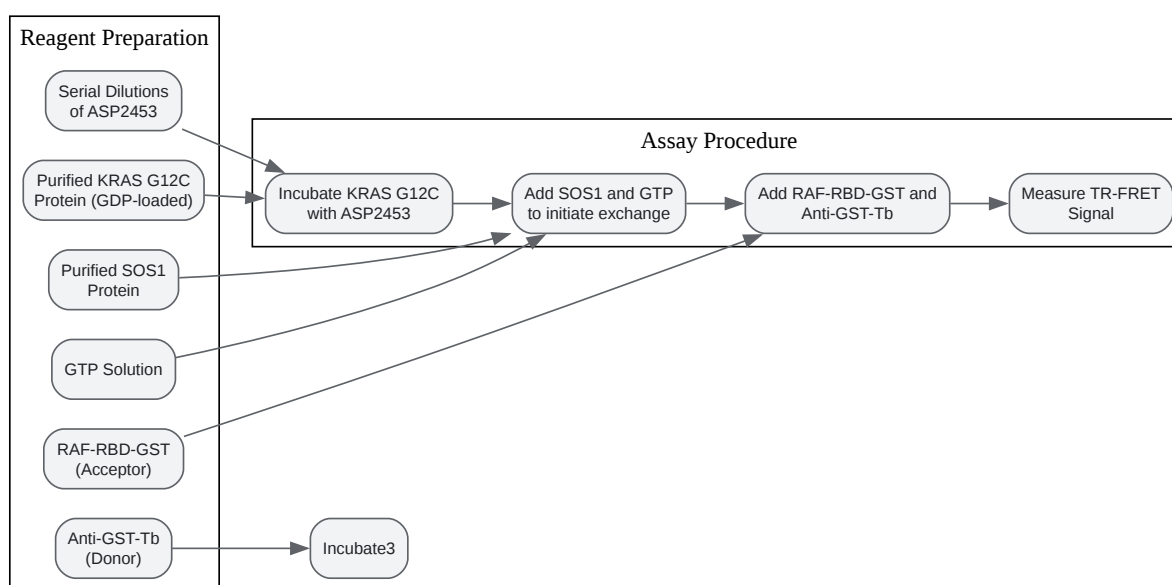 Reagent Preparation
Serial Dilutions
of ASP2453
Purified KRAS G12C
Protein (GDP-loaded)
Purified SOS1
Protein
GTP Solution
RAF-RBD-GST
(Acceptor)
Anti-GST-Tb
(Donor)
Assay Procedure
Incubate KRAS G12C
with ASP2453
Add SOS1 and GTP
to initiate exchange
Add RAF-RBD-GST and
Anti-GST-Tb
Measure TR-FRET
Signal
Incubate3